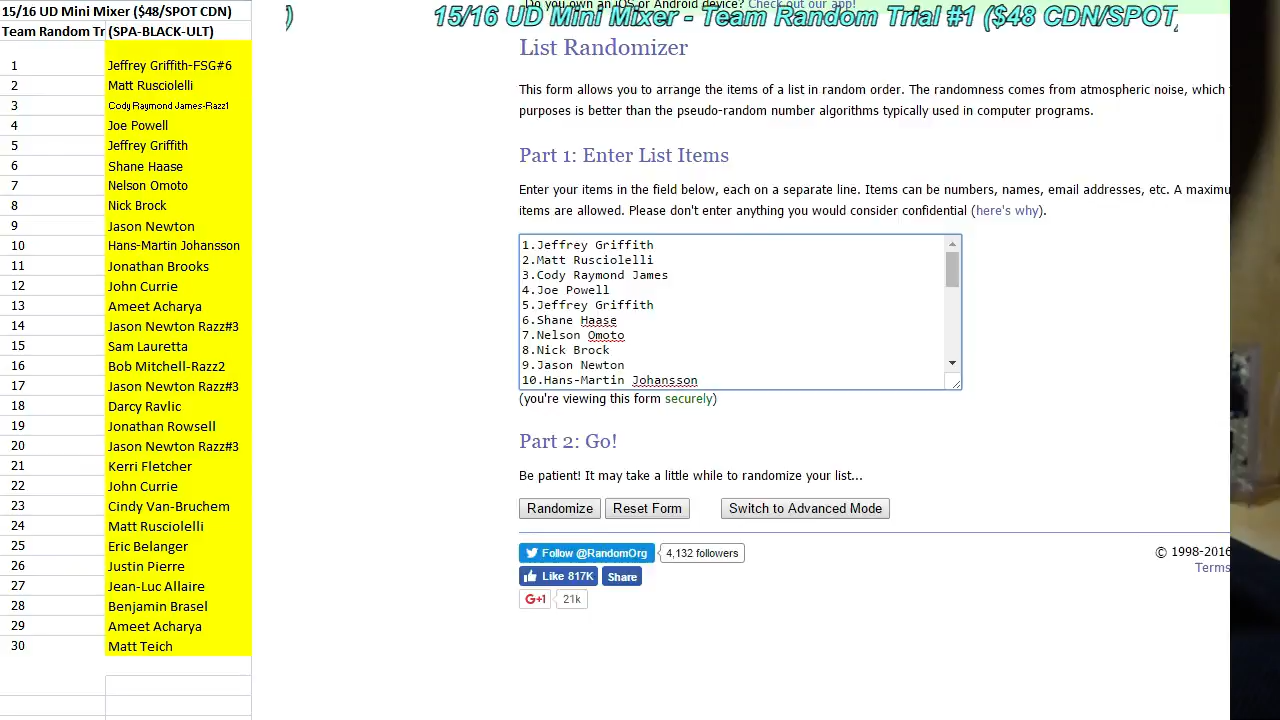 15/16 UD Mini Mixer ($48/SPOT CDN)
Team Random Tr (SPA-BLACK-ULT)
1 Jeffrey Griffith-FSG#6
2 Matt Rusciolelli
3 Cody Raymond James-Razz1
4 Joe Powell
5 Jeffrey Griffith
6 Shane Haase
7 Nelson Omoto
8 Nick Brock
9 Jason Newton
10 Hans-Martin Johansson
11 Jonathan Brooks
12 John Currie
13 Ameet Acharya
14 Jason Newton Razz#3
15 Sam Lauretta
16 Bob Mitchell-Razz2
17 Jason Newton Razz#3
18 Darcy Ravlic
19 Jonathan Rowsell
20 Jason Newton Razz#3
21 Kerri Fletcher
22 John Currie
23 Cindy Van-Bruchem
24 Matt Rusciolelli
25 Eric Belanger
26 Justin Pierre
27 Jean-Luc Allaire
28 Benjamin Brasel
29 Ameet Acharya
30 Matt Teich
Do you own an iOS or Android device? Check out our app!
) 15/16 UD Mini Mixer - Team Random Trial #1 ($48 CDN/SPOT
List Randomizer
This form allows you to arrange the items of a list in random order. The randomness comes from atmospheric noise, which
purposes is better than the pseudo-random number algorithms typically used in computer programs.
Part 1: Enter List Items
Enter your items in the field below, each on a separate line. Items can be numbers, names, email addresses, etc. A maximu
items are allowed. Please don't enter anything you would consider confidential (here's why).
1.Jeffrey Griffith
2.Matt Rusciolelli
3.Cody Raymond James
4.Joe Powell
5.Jeffrey Griffith
6.Shane Haase
7.Nelson Omoto
8.Nick Brock
9.Jason Newton
10.Hans-Martin Johansson
(you're viewing this form securely)
Part 2: Go!
Be patient! It may take a little while to randomize your list...
Randomize Reset Form Switch to Advanced Mode
Follow @RandomOrg 4,132 followers
Like 817K Share
G+1 21k
© 1998-2016
Terms